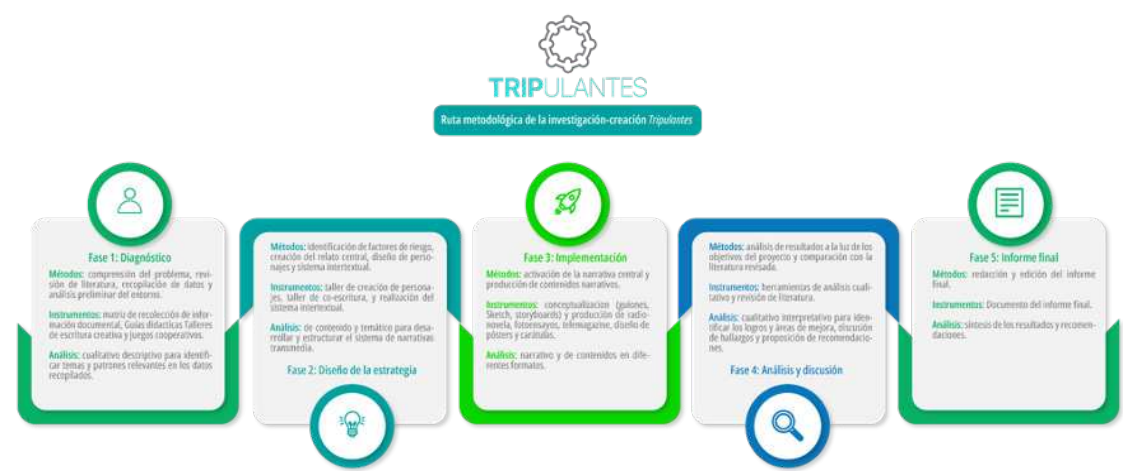 TRIPULANTES
Ruta metodológica de la investigación-creación Tripulantes
Fase 1: Diagnóstico
Métodos: comprensión del problema, revi-
sión de literatura, recopilación de datos y
análisis preliminar del entorno.
Instrumentos: matriz de recolección de infor-
mación documental, Guías didacticas Talleres
de escritura creativa y juegos cooperativos.
Análisis: cualitativo descriptivo para identifi-
car temas y patrones relevantes en los datos
recopilados.
Métodos: identificación de factores de riesgo,
creación del relato central, diseño de perso-
najes y sistema intertextual.
Instrumentos: taller de creación de persona-
jes, taller de co-escritura, y realización del
sistema intertextual.
Análisis: de contenido y temático para desa-
rrollar y estructurar el sistema de narrativas
transmedia.
Fase 2: Diseño de la estrategia
Fase 3: Implementación
Métodos: activación de la narrativa central y
producción de contenidos narrativos.
Instrumentos: conceptualizacion (guiones,
Sketch, storyboards) y producción de radio-
novela, fotoensayos, telemagazine, diseño de
pósters y carátulas.
Análisis: narrativo y de contenidos en dife-
rences formatos.
Métodos: análisis de resultados a la luz de los
objetivos del proyecto y comparación con la
literatura revisada.
Instrumentos: herramientas de análisis cuali-
tativo y revisión de literatura.
Análisis: cualitativo interpretativo para iden-
tificar los logros y áreas de mejora, discusión
de hallazgos y proposición de recomendacio-
nes.
Fase 4: Análisis y discusión
Fase 5: Informe final
Métodos: redacción y edición del informe
final.
Instrumentos: Documento del informe final.
Análisis: síntesis de los resultados y recomen-
daciones.